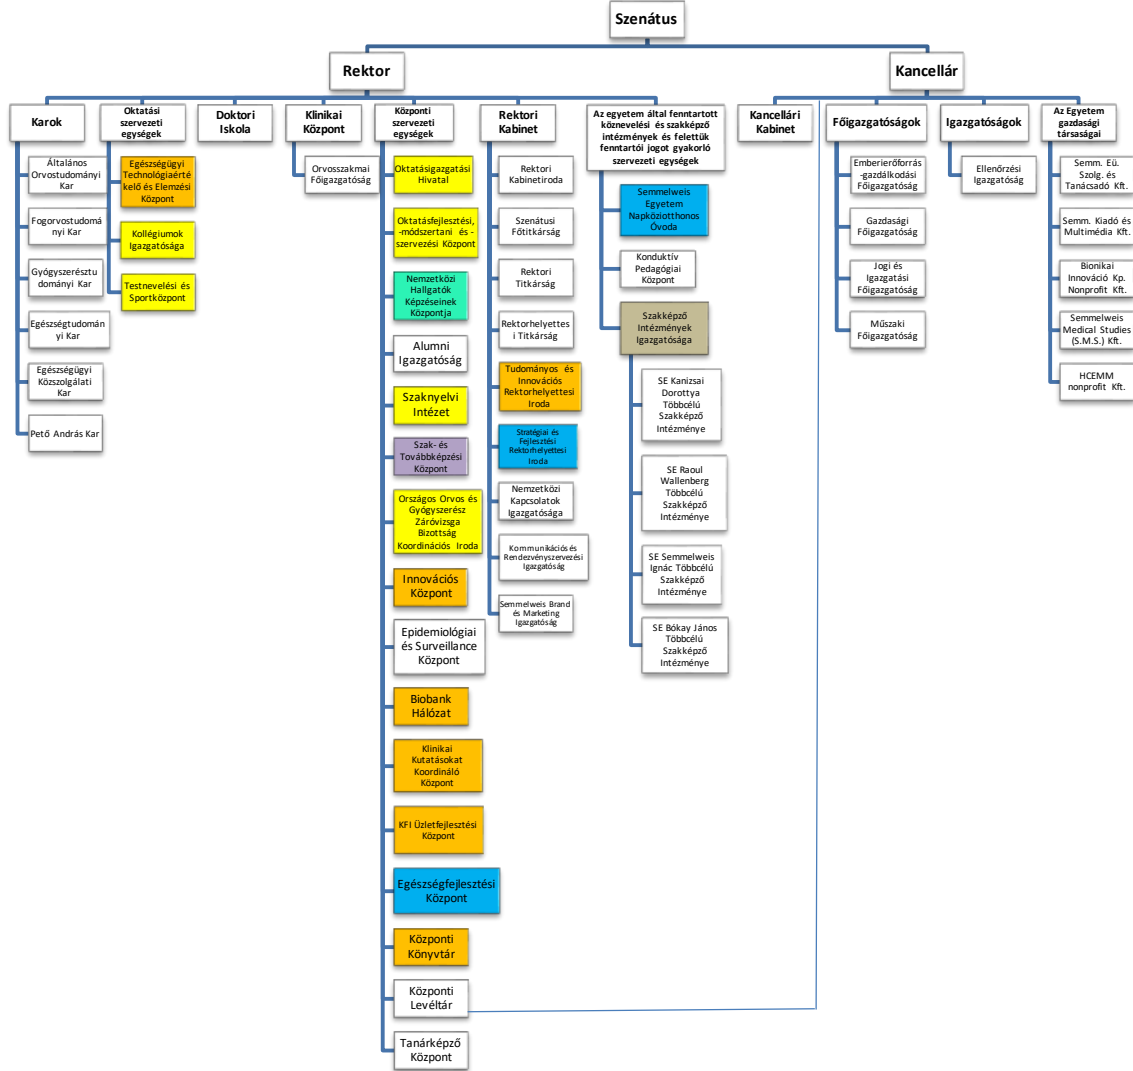 Szenátus
Rektor
Kancellár
Karok
Általános
Orvostudományi
Kar
Fogorvostudomá
nyi Kar
Gyógyszerésztu
dományi Kar
Egészségtudomán
yi Kar
Egészségügyi
Közszolgálati
Kar
Pető András Kar
Oktatási
szervezeti
egységek
Egészségügyi
Technológiaérté
kelő és Elemzési
Központ
Kollégiumok
Igazgatósága
Testnevelési és
Sportközpont
Doktori
Iskola
Klinikai
Központ
Orvosszakmai
Főigazgatóság
Központi
szervezeti
egységek
Oktatásigazgatási
Hivatal
Oktatásfejlesztési,
-módszertani és -
szervezési Központ
Nemzetközi
Hallgatók
Képzéseinek
Központja
Alumni
Igazgatóság
Szaknyelvi
Intézet
Szak- és
Továbbképzési
Központ
Országos Orvos és
Gyógyszerész
Záróvizsga
Bizottság
Koordinációs Iroda
Innovációs
Központ
Epidemiológiai
és Surveillance
Központ
Biobank
Hálózat
Klinikai
Kutatásokat
Koordináló
Központ
KFI Üzletfejlesztési
Központ
Egészségfejlesztési
Központ
Központi
Könyvtár
Központi
Levéltár
Tanárképző
Központ
Rektori
Kabinet
Rektori
Kabinetiroda
Szenátusi
Főtitkárság
Rektori
Titkárság
Rektorhelyettes
i Titkárság
Tudományos és
Innovációs
Rektorhelyettesi
Iroda
Stratégiai és
Fejlesztési
Rektorhelyettesi
Iroda
Nemzetközi
Kapcsolatok
Igazgatósága
Kommunikációs és
Rendezvényszervezési
Igazgatóság
Semmelweis Brand
és Marketing
Igazgatóság
Az egyetem által fenntartott
köznevelési és szakképző
intézmények és felettük
fenntartói jogot gyakorló
szervezeti egységek
Semmelweis
Egyetem
Napköziotthonos
Óvoda
Konduktív
Pedagógiai
Központ
Szakképző
Intézmények
Igazgatósága
SE Kanizsai
Dorottya
Többcélú
Szakképző
Intézménye
SE Raoul
Wallenberg
Többcélú
Szakképző
Intézménye
SE Semmelweis
Ignác Többcélú
Szakképző
Intézménye
SE Bókay János
Többcélú
Szakképző
Intézménye
Kancellári
Kabinet
Főigazgatóságok
Emberierőforrás
-gazdálkodási
Főigazgatóság
Gazdasági
Főigazgatóság
Jogi és
Igazgatási
Főigazgatóság
Műszaki
Főigazgatóság
Igazgatóságok
Ellenőrzési
Igazgatóság
Az Egyetem
gazdasági
társaságai
Semm. Eü.
Szolg. és
Tanácsadó Kft.
Semm. Kiadó és
Multimédia Kft.
Bionikai
Innováció Kp.
Nonprofit Kft.
Semmelweis
Medical Studies
(S.M.S.) Kft.
HCEMM
nonprofit Kft.